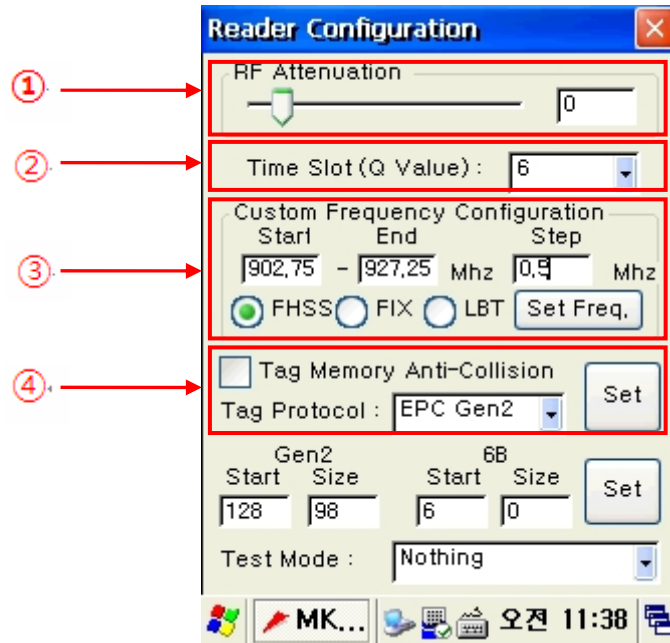 Reader Configuration
① RF Attenuation
0
② Time Slot(Q Value) : 6
③ Custom Frequency Configuration
Start End Step
902,75 - 927,25 Mhz 0,5 Mhz
FHSS FIX LBT Set Freq,
④ Tag Memory Anti-Collision
Tag Protocol : EPC Gen2 Set
Gen2 6B
Start Size Start Size
128 98 6 0 Set
Test Mode : Nothing
MK... 오전 11:38